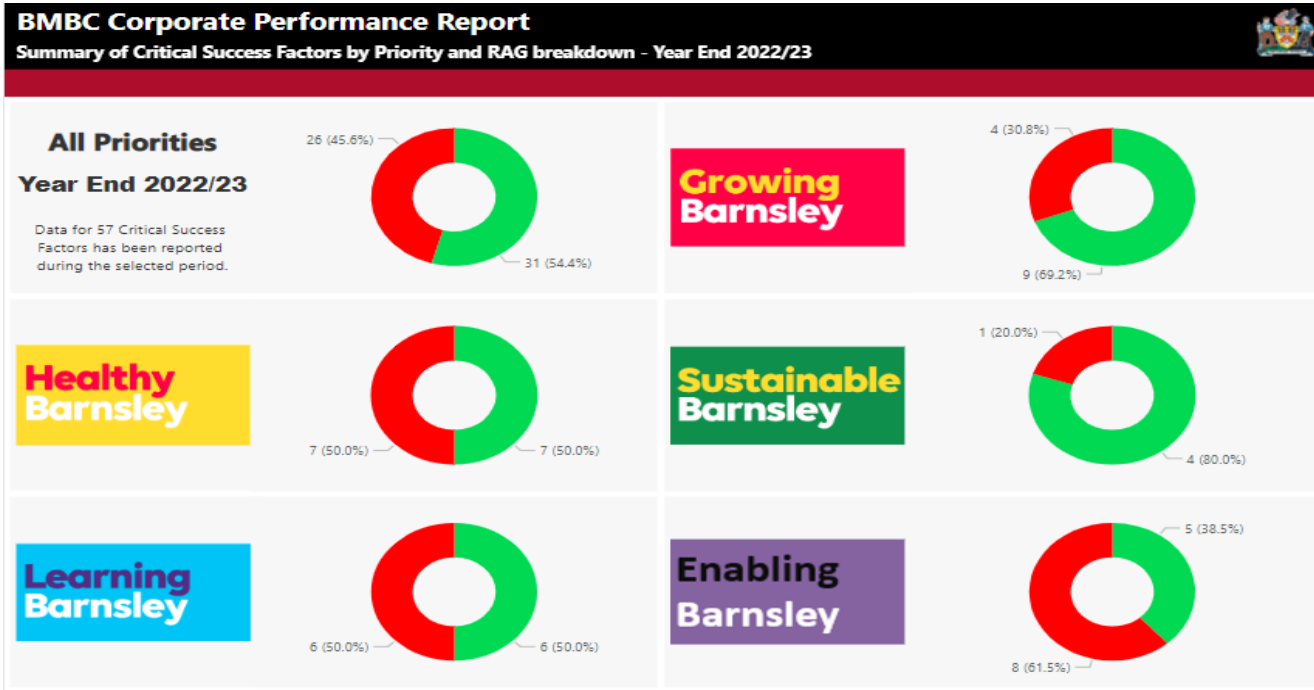 BMBC Corporate Performance Report
Summary of Critical Success Factors by Priority and RAG breakdown - Year End 2022/23
All Priorities
Year End 2022/23
Data for 57 Critical Success
Factors has been reported
during the selected period.
26 (45.6%)
31 (54.4%)
Growing
Barnsley
4 (30.8%)
9 (69.2%)
Healthy
Barnsley
7 (50.0%)
7 (50.0%)
Sustainable
Barnsley
1 (20.0%)
4 (80.0%)
Learning
Barnsley
6 (50.0%)
6 (50.0%)
Enabling
Barnsley
5 (38.5%)
8 (61.5%)